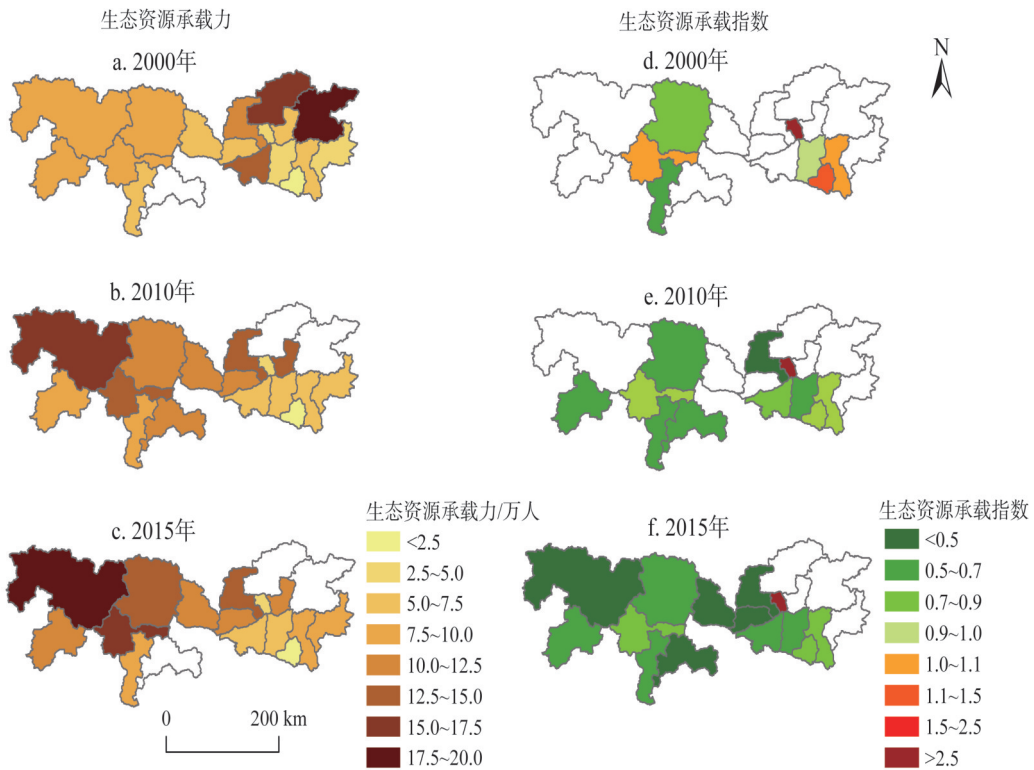 生态资源承载力
生态资源承载指数
a. 2000年
d. 2000年
N
b. 2010年
e. 2010年
c. 2015年
f. 2015年
生态资源承载力/万人
<2.5
2.5~5.0
5.0~7.5
7.5~10.0
10.0~12.5
12.5~15.0
15.0~17.5
17.5~20.0
0 200 km
生态资源承载指数
<0.5
0.5~0.7
0.7~0.9
0.9~1.0
1.0~1.1
1.1~1.5
1.5~2.5
>2.5